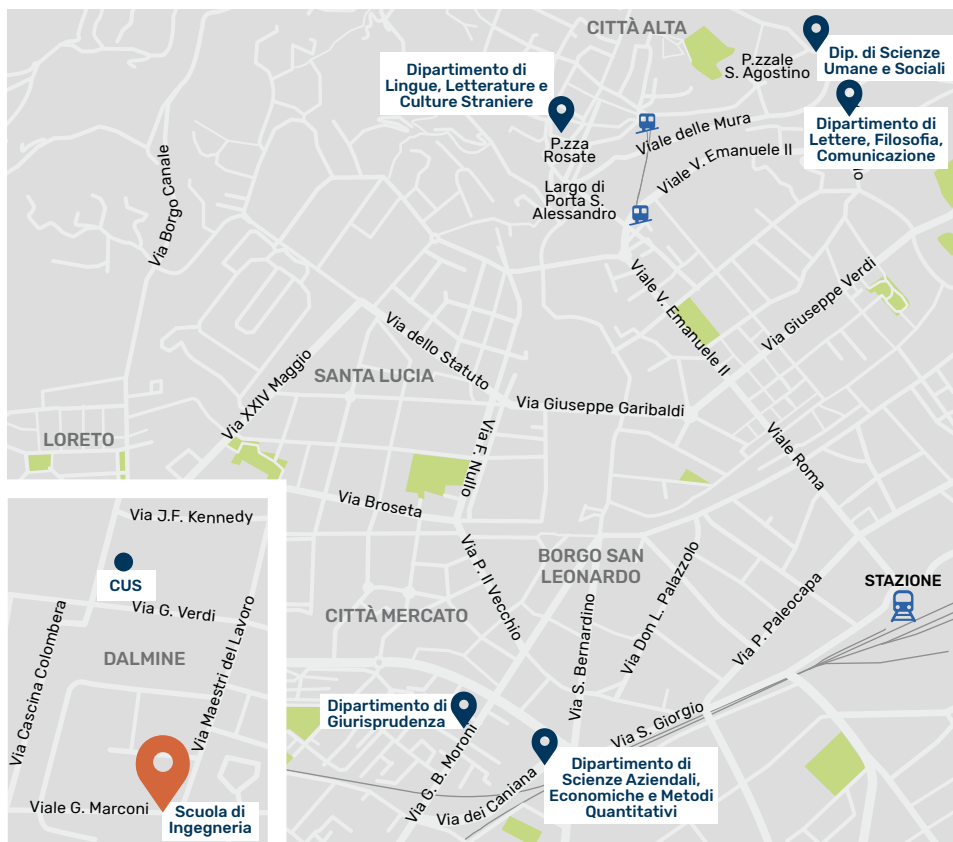 CITTÀ ALTA
P.zzale
S. Agostino
Dip. di Scienze
Umane e Sociali
Dipartimento di
Lingue, Letterature e
Culture Straniere
P.zza
Rosate
Viale delle Mura
Dipartimento di
Lettere, Filosofia,
Comunicazione
Viale V. Emanuele II
Largo di
Porta S.
Alessandro
Via Borgo Canale
Viale V. Emanuele II
Via Giuseppe Verdi
Via dello Statuto
SANTA LUCIA
Via XXIV Maggio
Via Giuseppe Garibaldi
LORETO
Via F. Nullo
Viale Roma
Via Broseta
Via P. Il Vecchio
BORGO SAN
LEONARDO
Via Don L. Palazzolo
Via P. Paleocapa
STAZIONE
CITTÀ MERCATO
Via S. Bernardino
Dipartimento di
Giurisprudenza
Via G. B. Moroni
Via S. Giorgio
Via dei Caniana
Dipartimento di
Scienze Aziendali,
Economiche e Metodi
Quantitativi
Via J.F. Kennedy
CUS
Via G. Verdi
Via Cascina Colombera
DALMINE
Via Maestri del Lavoro
Viale G. Marconi
Scuola di
Ingegneria